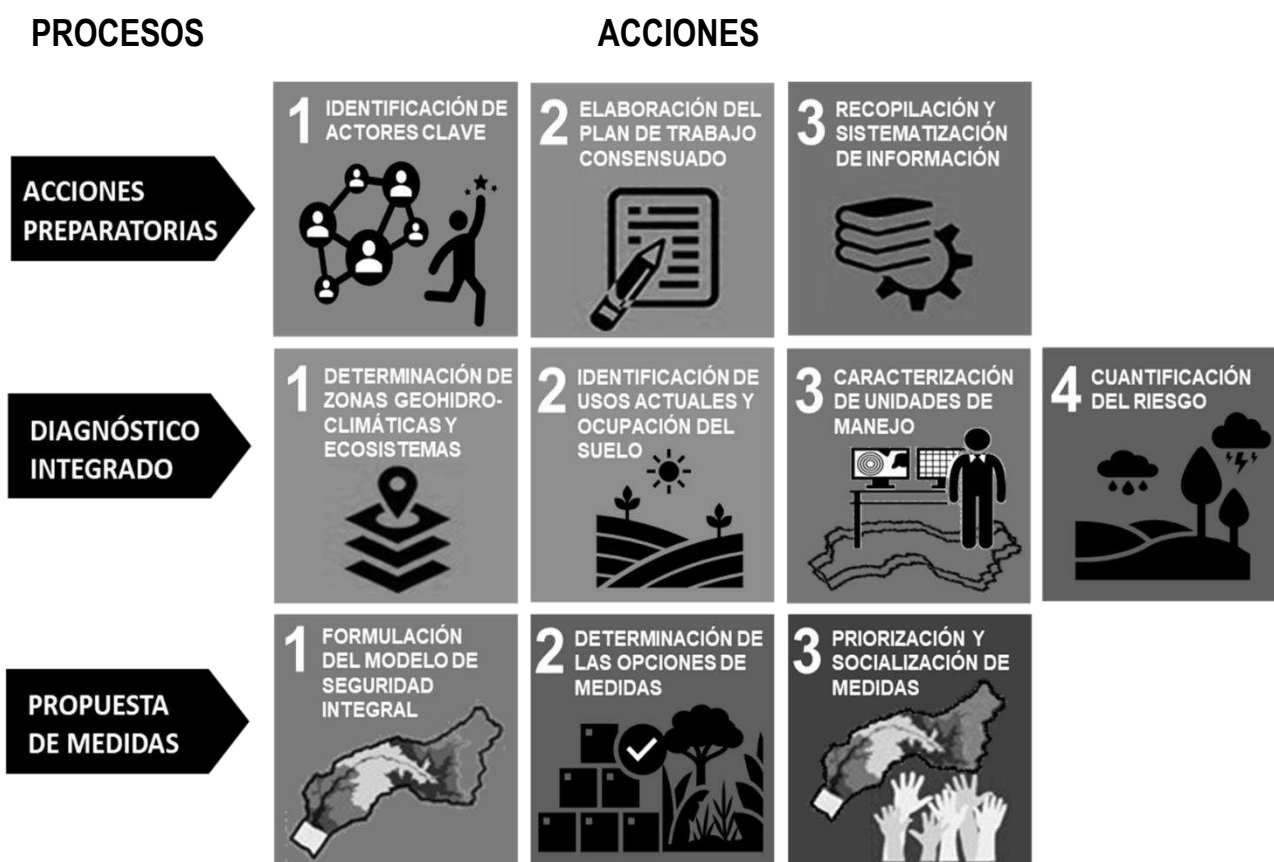 PROCESOS
ACCIONES
ACCIONES
PREPARATORIAS
1 IDENTIFICACIÓN DE
ACTORES CLAVE
2 ELABORACIÓN DEL
PLAN DE TRABAJO
CONSENSUADO
3 RECOPILACIÓN Y
SISTEMATIZACIÓN
DE INFORMACIÓN
DIAGNÓSTICO
INTEGRADO
1 DETERMINACIÓN DE
ZONAS GEOHIDRO-
CLIMÁTICAS Y
ECOSISTEMAS
2 IDENTIFICACIÓN DE
USOS ACTUALES Y
OCUPACIÓN DEL
SUELO
3 CARACTERIZACIÓN
DE UNIDADES DE
MANEJO
4 CUANTIFICACIÓN
DEL RIESGO
PROPUESTA
DE MEDIDAS
1 FORMULACIÓN
DEL MODELO DE
SEGURIDAD
INTEGRAL
2 DETERMINACIÓN DE
LAS OPCIONES DE
MEDIDAS
3 PRIORIZACIÓN Y
SOCIALIZACIÓN DE
MEDIDAS